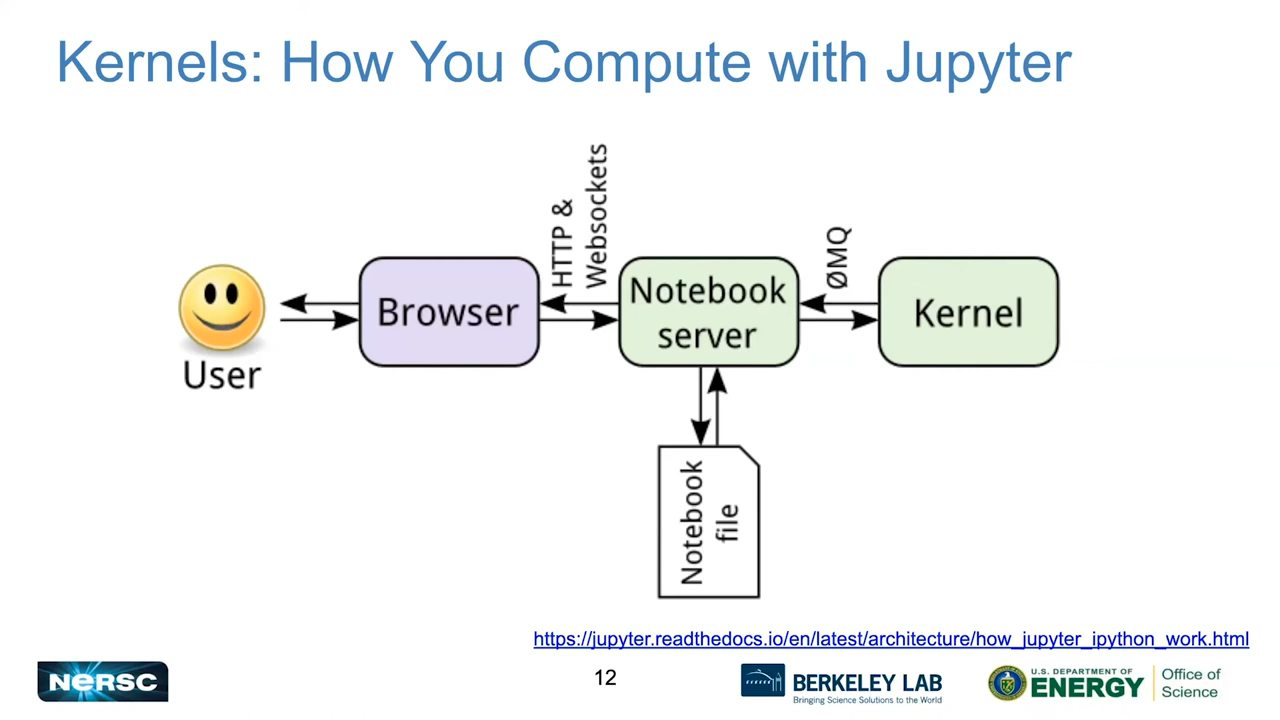 Kernels: How You Compute with Jupyter
HTTP &
Websockets
ØMQ
User
Browser
Notebook
server
Kernel
Notebook
file
https://jupyter.readthedocs.io/en/latest/architecture/how_jupyter_ipython_work.html
NERSC
12
BERKELEY LAB
Bringing Science Solutions to the World
U.S. DEPARTMENT OF
ENERGY
Office of
Science